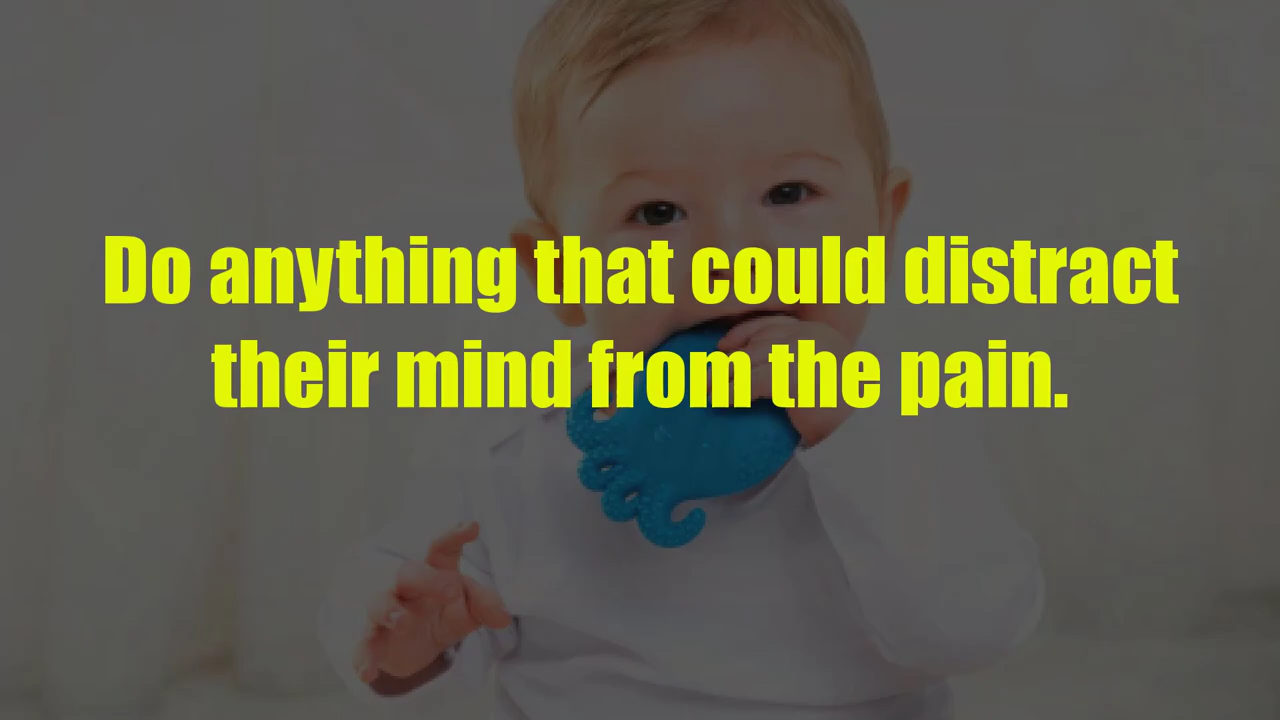 Do anything that could distract
their mind from the pain.